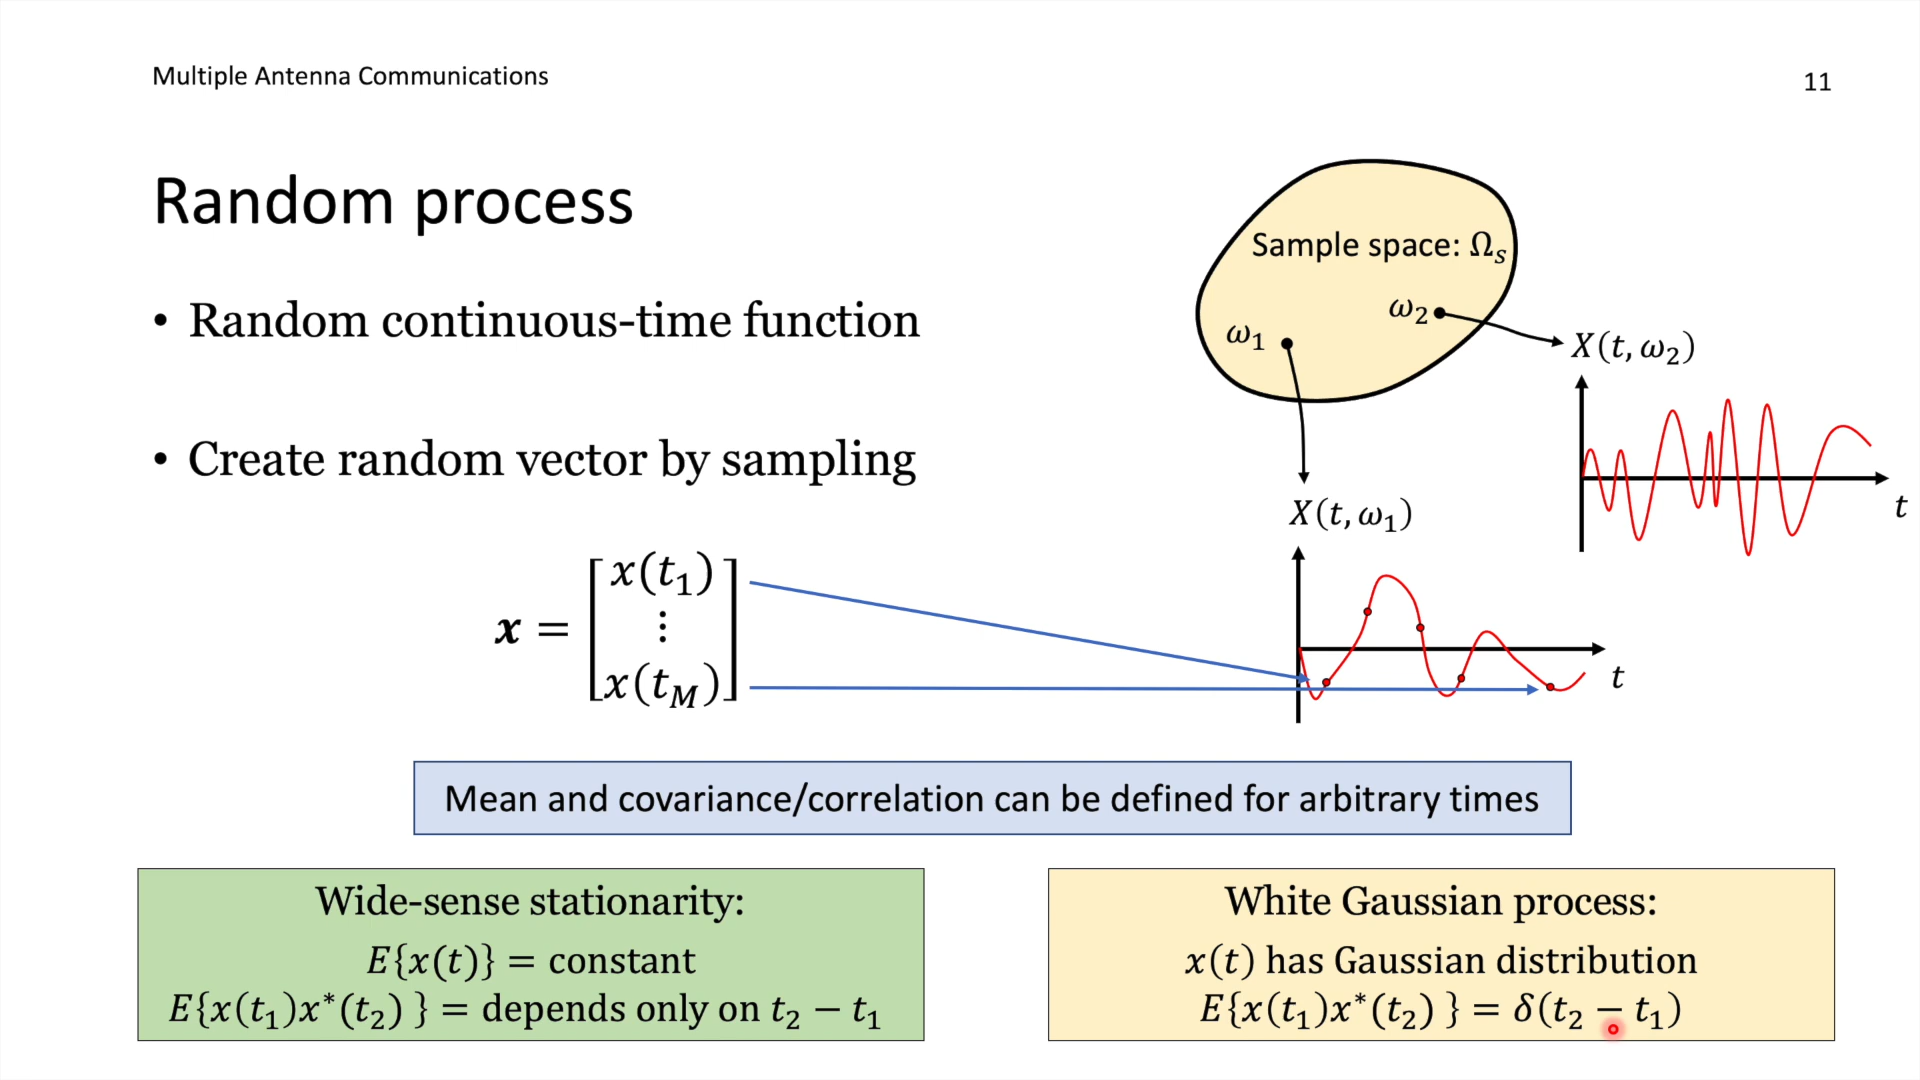 Multiple Antenna Communications
11
Random process
• Random continuous-time function
• Create random vector by sampling
x = [x(t₁) ⋮ x(t_M)]
Sample space: Ωₛ
ω₁
ω₂
X(t, ω₂)
t
X(t, ω₁)
t
Mean and covariance/correlation can be defined for arbitrary times
Wide-sense stationarity:
E{x(t)} = constant
E{x(t₁)x*(t₂) } = depends only on t₂ − t₁
White Gaussian process:
x(t) has Gaussian distribution
E{x(t₁)x*(t₂) } = δ(t₂ − t₁)